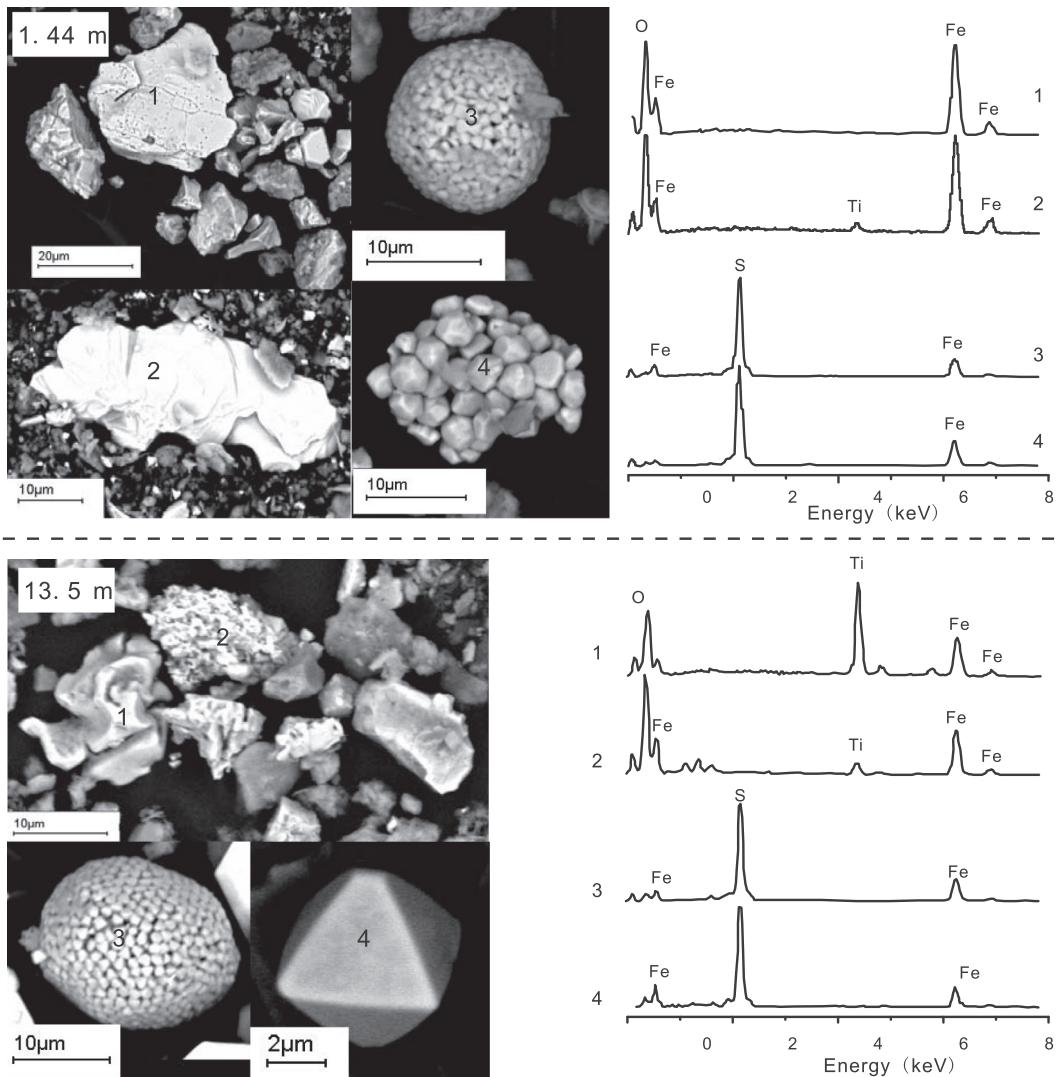 1. 44 m
1
20µm
3
10µm
2
10µm
4
10µm
O
Fe
Fe
Fe
1
Fe
Ti
Fe
2
S
Fe
Fe
3
Fe
4
0 2 4 6 8
Energy (keV)
13. 5 m
2
1
10µm
3
10µm
4
2µm
O
Ti
Fe
Fe
1
Fe
Ti
Fe
Fe
2
S
Fe
Fe
3
Fe
Fe
4
0 2 4 6 8
Energy (keV)